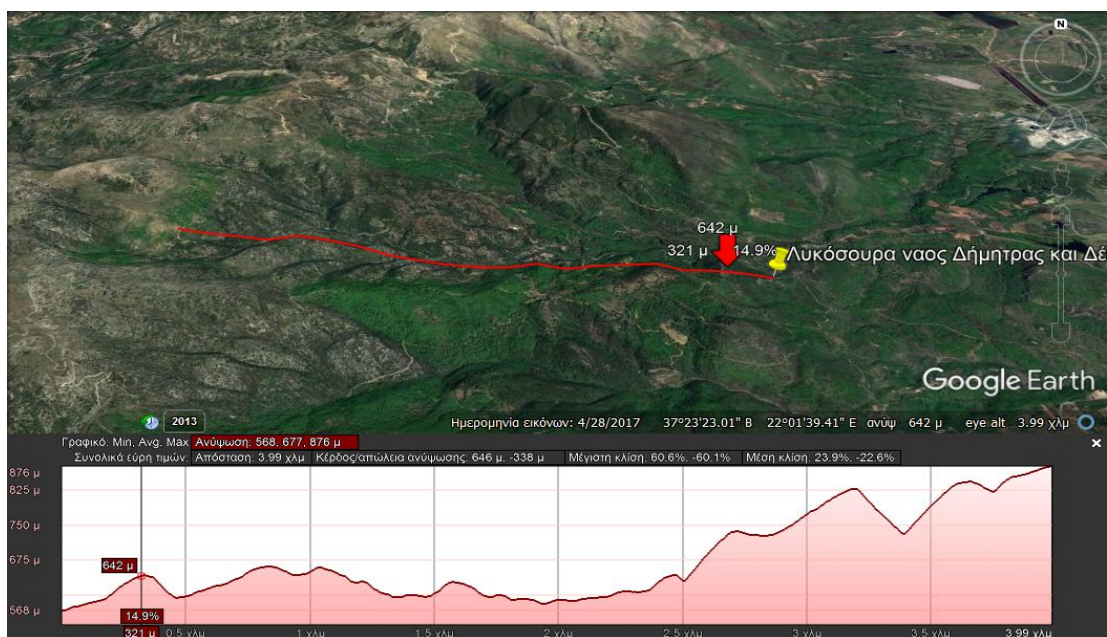 N
642 μ
321 μ 14.9%
Λυκόσουρα ναος Δήμητρας και Δέ
Google Earth
2013
Ημερομηνία εικόνων: 4/28/2017 37°23'23.01" Β 22°01'39.41" Ε ανύψ 642 μ eye alt 3.99 χλμ
Γραφικό: Min, Avg, Max Ανύψωση: 568, 677, 876 μ
Συνολικά εύρη τιμών: Απόσταση: 3.99 χλμ Κέρδος/απώλεια ανύψωσης: 646 μ, -338 μ Μέγιστη κλίση: 60.6%, -60.1% Μέση κλίση: 23.9%, -22.6%
876 μ
825 μ
750 μ
675 μ
642 μ
568 μ
14.9%
321 μ 0.5 χλμ 1 χλμ 1.5 χλμ 2 χλμ 2.5 χλμ 3 χλμ 3.5 χλμ 3.99 χλμ